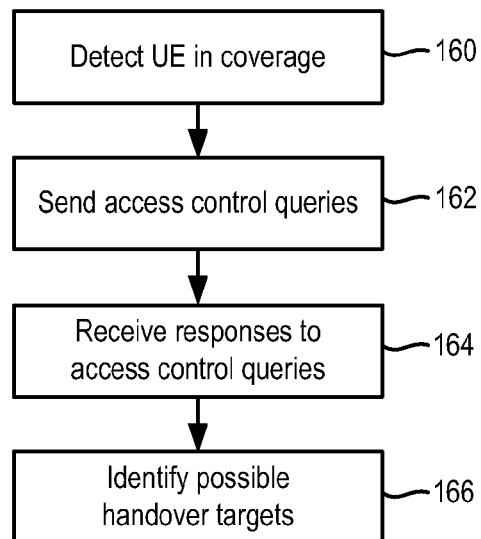 Detect UE in coverage
160
Send access control queries
162
Receive responses to
access control queries
164
Identify possible
handover targets
166